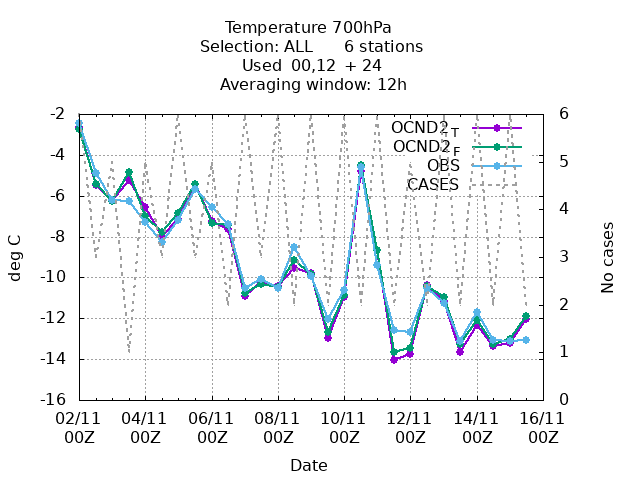 Temperature 700hPa
Selection: ALL 6 stations
Used 00,12 + 24
Averaging window: 12h
-2
-4
-6
-8
-10
-12
-14
-16
deg C
6
5
4
3
2
1
0
No cases
OCND2_T
OCND2_F
OBS
CASES
02/11 04/11 06/11 08/11 10/11 12/11 14/11 16/11
00Z 00Z 00Z 00Z 00Z 00Z 00Z 00Z
Date